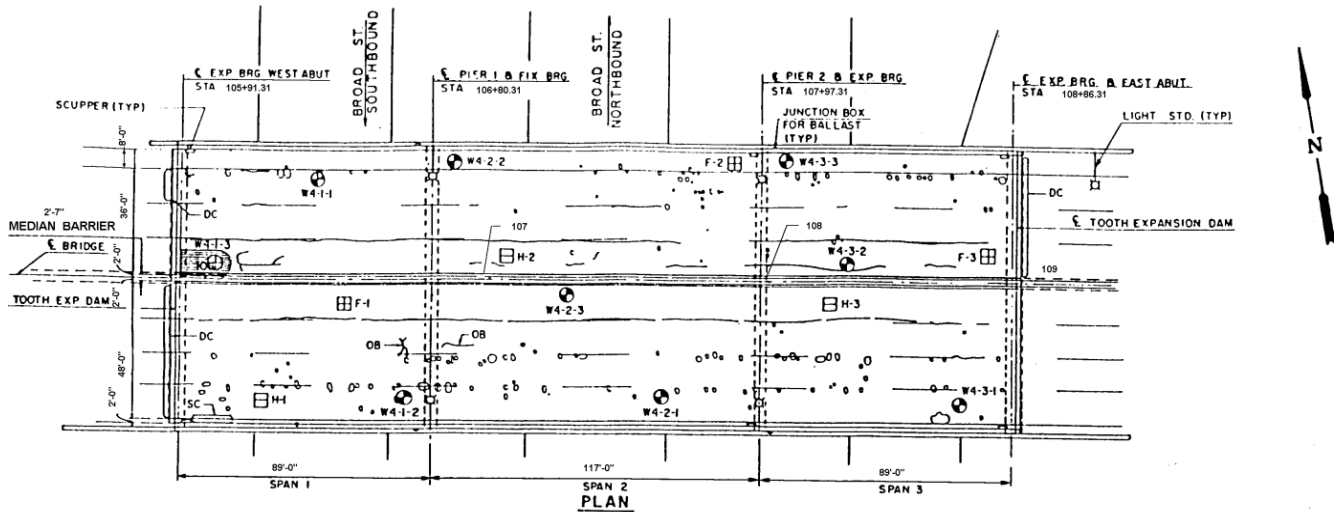 BROAD ST.
SOUTHBOUND
BROAD ST.
NORTHBOUND
℄ EXP BRG WEST ABUT
STA 105+91.31
℄ PIER 1 & FIX BRG.
STA 106+80.31
℄ PIER 2 & EXP BRG
STA 107+97.31
℄ EXP. BRG. & EAST ABUT.
STA 108+86.31
SCUPPER (TYP)
JUNCTION BOX
FOR BALLAST
(TYP)
LIGHT STD. (TYP)
N
8'-0"
W4-2-2
F-2
W4-3-3
W4-1-1
DC
DC
36'-0"
2'-7"
MEDIAN BARRIER
℄ BRIDGE
2'-0"
W4-1-3
H-2
107
108
W4-3-2
F-3
℄ TOOTH EXPANSION DAM
109
TOOTH EXP DAM
2'-0"
F-1
W4-2-3
H-3
DC
OB
OB
48'-0"
2'-0"
SC
H-1
W4-1-2
W4-2-1
W4-3-1
89'-0"
117'-0"
89'-0"
SPAN 1
SPAN 2
SPAN 3
PLAN